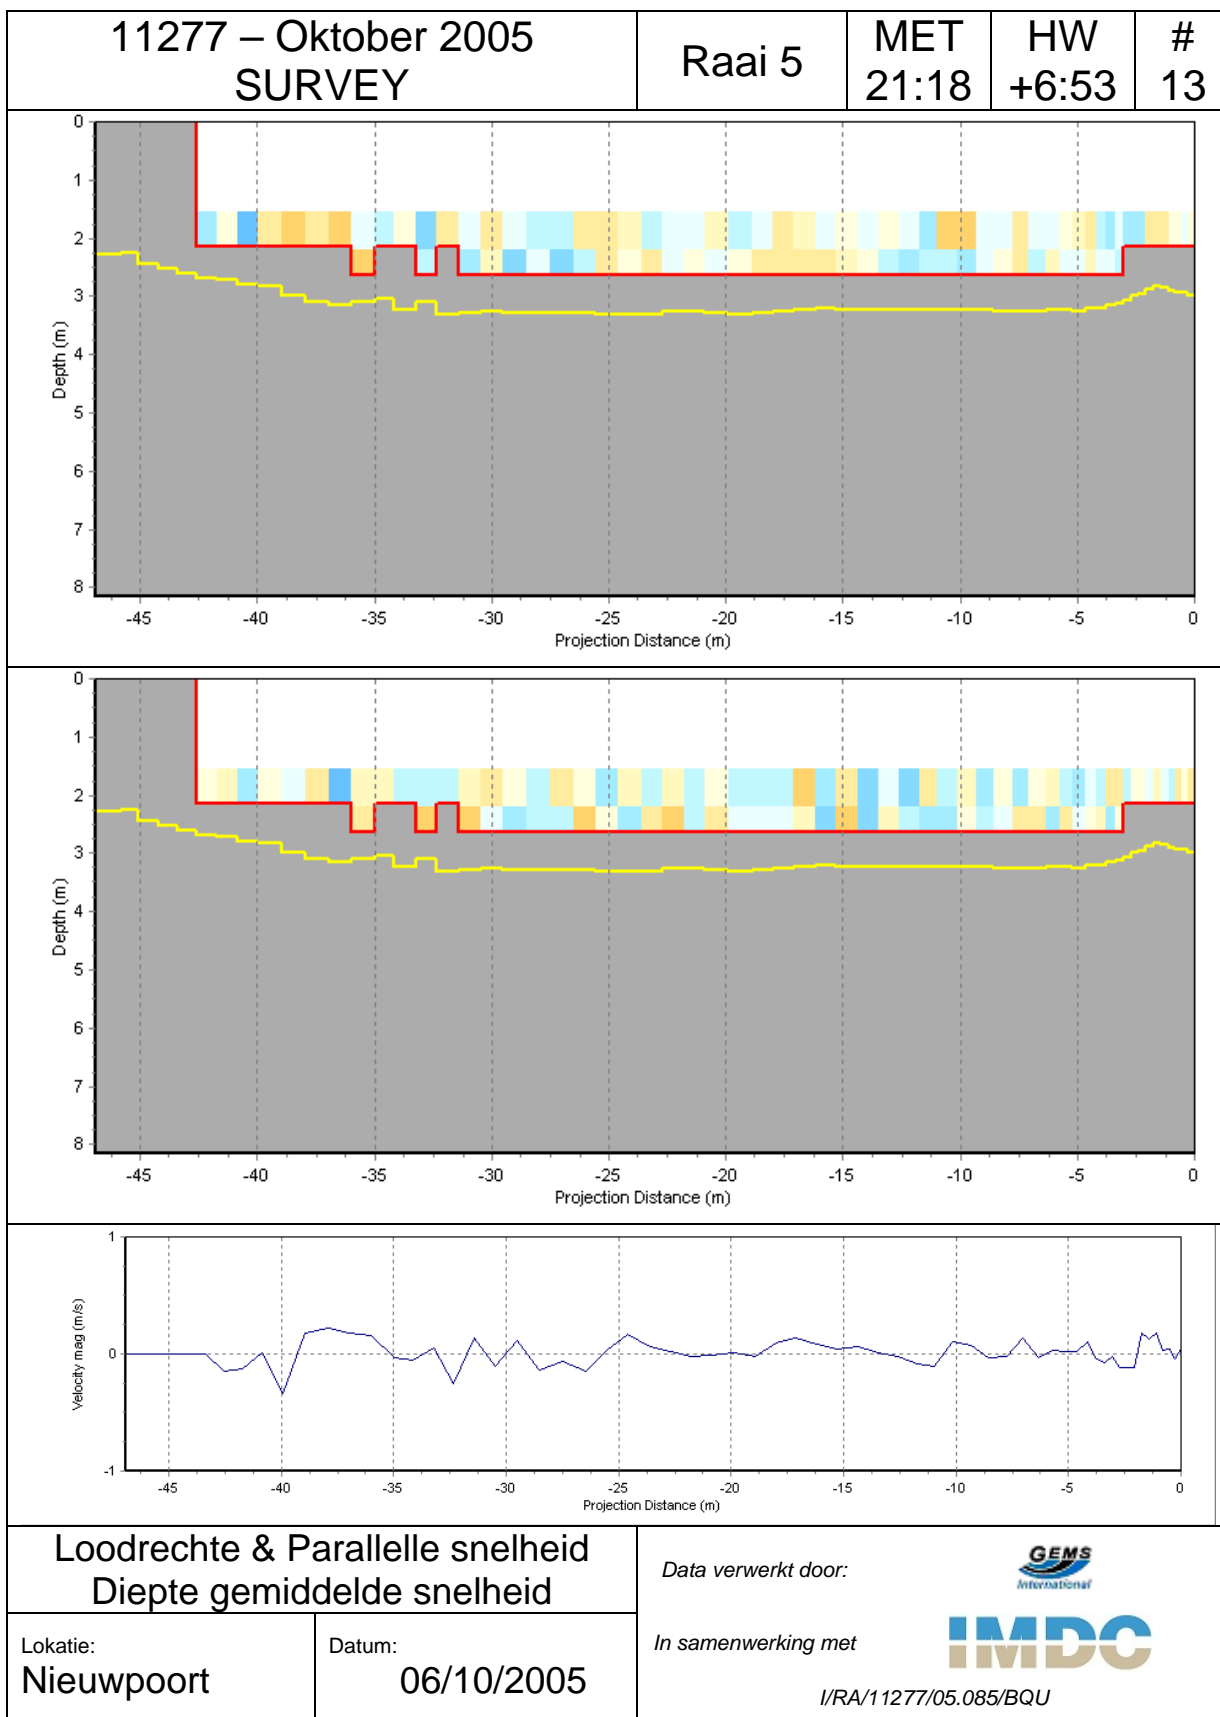 11277 – Oktober 2005
SURVEY
Raai 5
MET
21:18
HW
+6:53
#
13
0
1
2
3
4
5
6
7
8
Depth (m)
-45 -40 -35 -30 -25 -20 -15 -10 -5 0
Projection Distance (m)
0
1
2
3
4
5
6
7
8
Depth (m)
-45 -40 -35 -30 -25 -20 -15 -10 -5 0
Projection Distance (m)
1
0
-1
Velocity mag (m/s)
-45 -40 -35 -30 -25 -20 -15 -10 -5 0
Projection Distance (m)
Loodrechte & Parallelle snelheid
Diepte gemiddelde snelheid
Lokatie:
Nieuwpoort
Datum:
06/10/2005
Data verwerkt door:
GEMS
International
In samenwerking met
IMDC
I/RA/11277/05.085/BQU